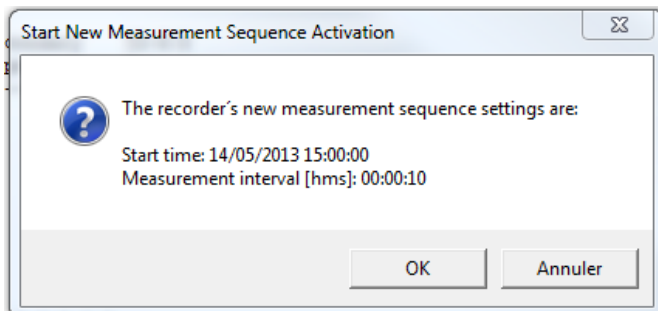 Start New Measurement Sequence Activation
The recorder´s new measurement sequence settings are:
Start time: 14/05/2013 15:00:00
Measurement interval [hms]: 00:00:10
OK
Annuler